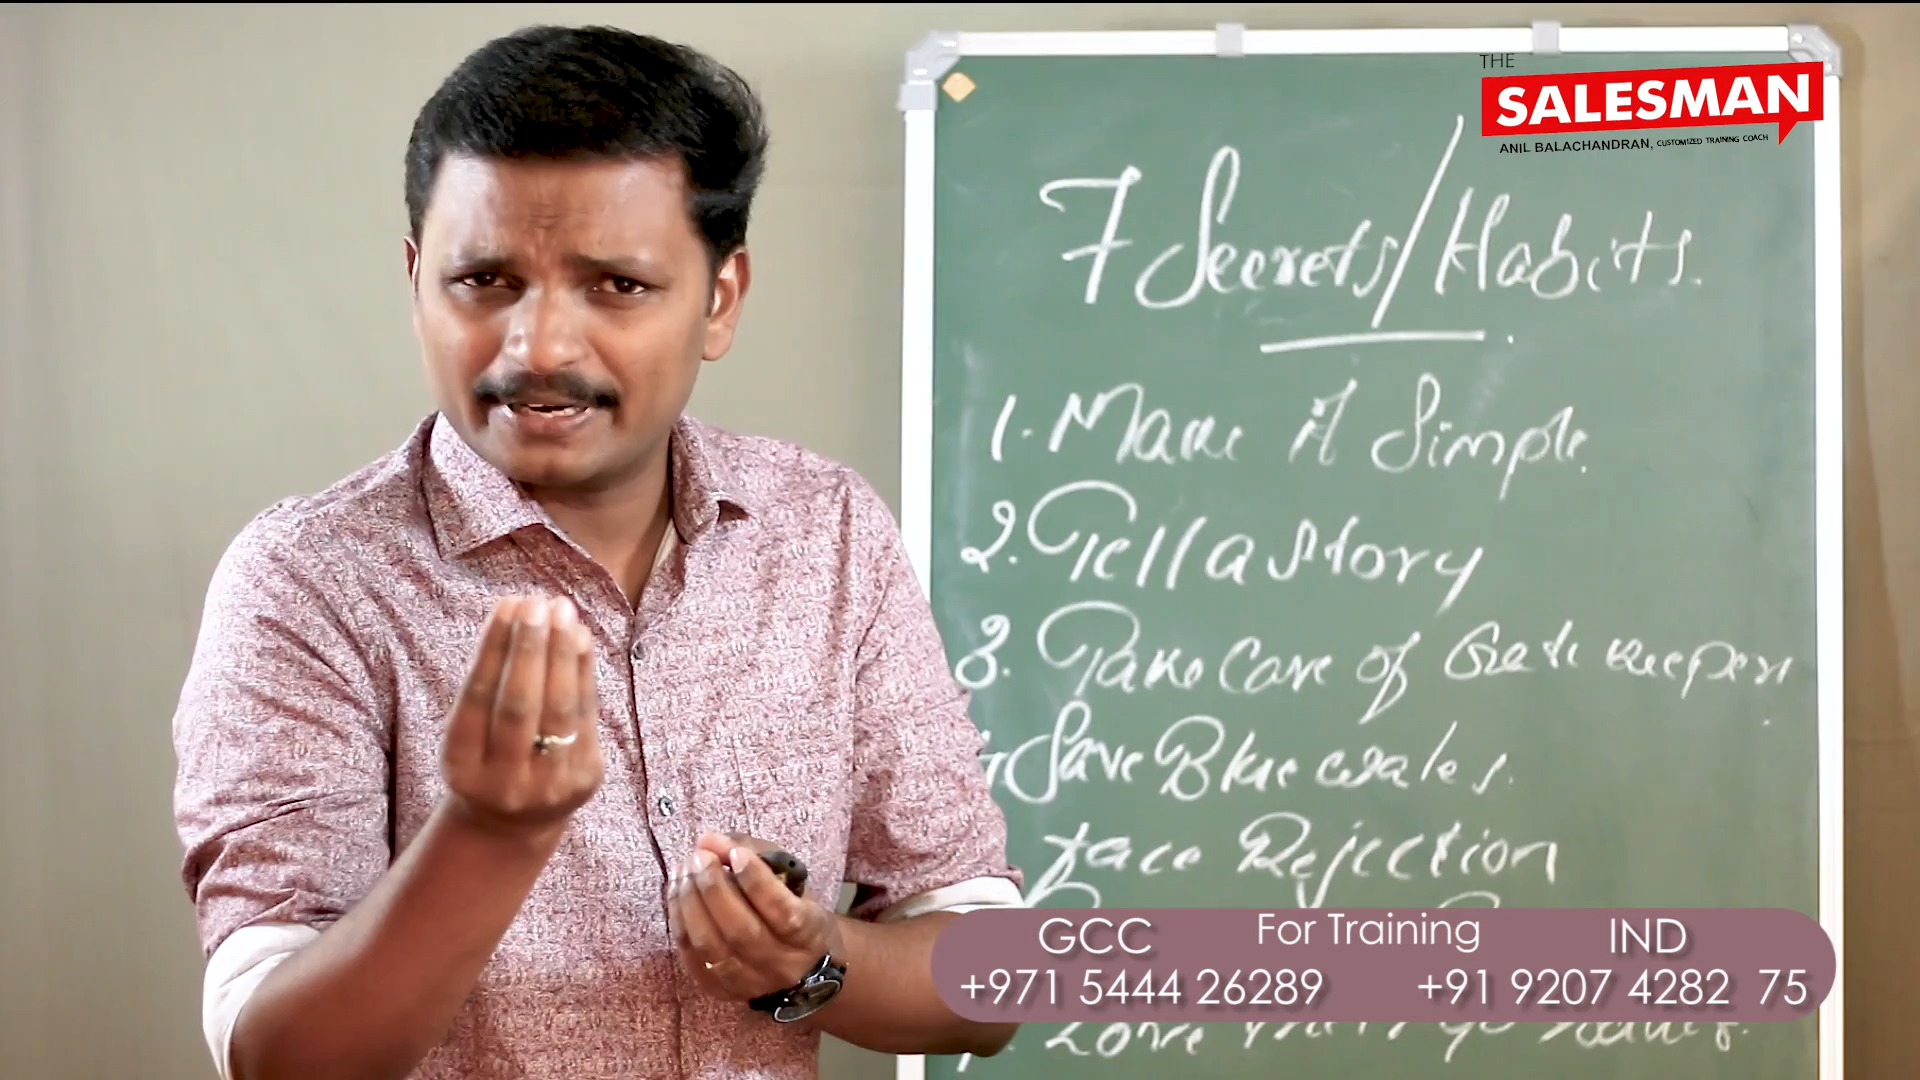 THE
SALESMAN
ANIL BALACHANDRAN, CUSTOMIZED TRAINING COACH
7 Secrets/Habits.
1. Make it Simple.
2. Tell a Story
3. Take Care of Gate keepers
4. Save Blue wales.
face Rejection
GCC For Training IND
+971 5444 26289 +91 9207 4282 75